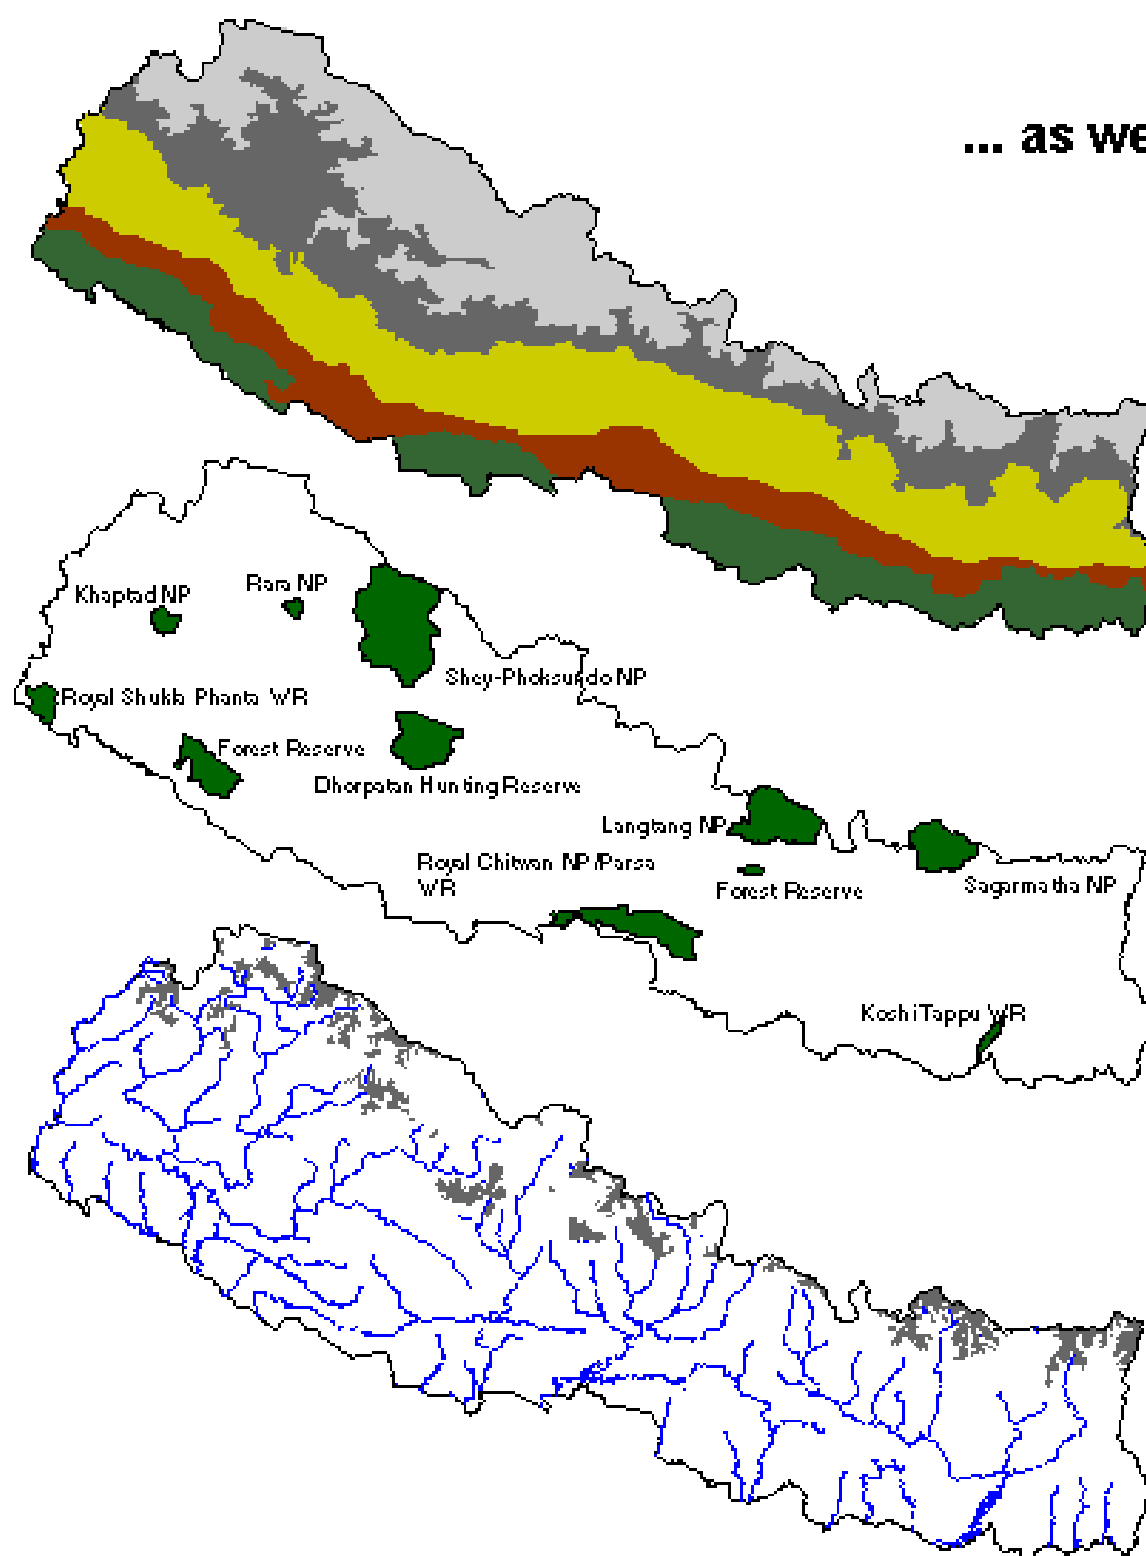 ... as we
Khaptad NP
Rara NP
Shey-Phoksundo NP
Royal Shukla Phanta WR
Forest Reserve
Dhorpatan Hunting Reserve
Langtang NP
Royal Chitwan NP/Parsa
WR
Forest Reserve
Sagarmatha NP
Koshi Tappu WR